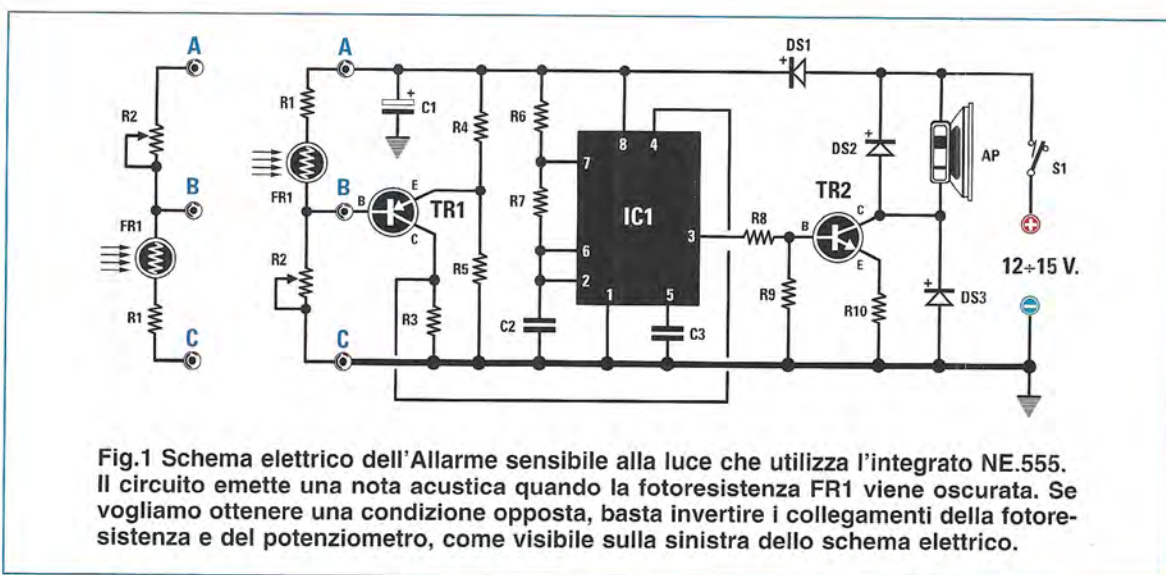 A
R2
B
FR1
R1
C
A
R1
FR1
B
R2
C
+
C1
B
E
C
TR1
R3
R4
R5
R6
R7
C2
7
6
2
8
4
IC1
3
1
5
C3
R8
R9
DS1
+
DS2
+
TR2
B
C
E
R10
AP
DS3
+
S1
+
12÷15 V.
−
Fig.1 Schema elettrico dell'Allarme sensibile alla luce che utilizza l'integrato NE.555.
Il circuito emette una nota acustica quando la fotoresistenza FR1 viene oscurata. Se
vogliamo ottenere una condizione opposta, basta invertire i collegamenti della fotore-
sistenza e del potenziometro, come visibile sulla sinistra dello schema elettrico.